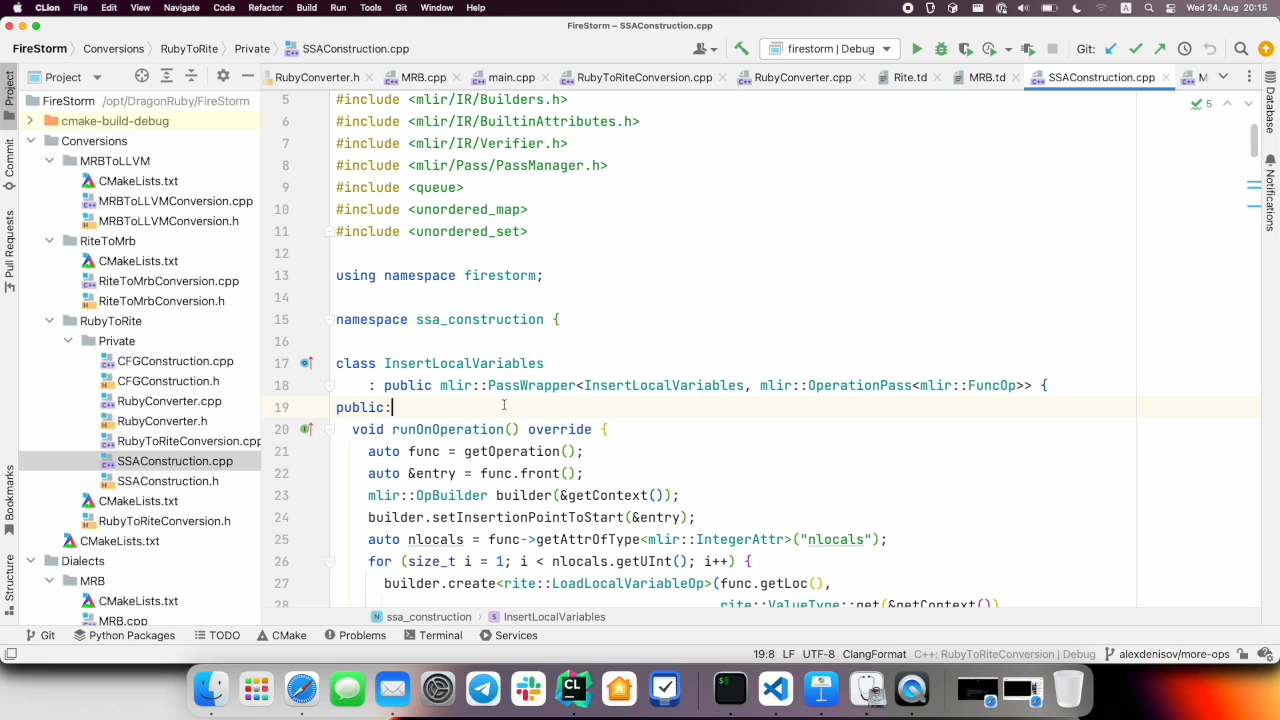 CLion File Edit View Navigate Code Refactor Build Run Tools Git Window Help A Wed 24. Aug 20:15
FireStorm – SSAConstruction.cpp
FireStorm Conversions RubyToRite Private SSAConstruction.cpp firestorm | Debug Git:
Project
RubyConverter.h MRB.cpp main.cpp RubyToRiteConversion.cpp RubyConverter.cpp Rite.td MRB.td SSAConstruction.cpp M
Project
Commit
Pull Requests
Bookmarks
Structure
FireStorm /opt/DragonRuby/FireStorm
cmake-build-debug
Conversions
MRBToLLVM
CMakeLists.txt
MRBToLLVMConversion.cpp
MRBToLLVMConversion.h
RiteToMrb
CMakeLists.txt
RiteToMrbConversion.cpp
RiteToMrbConversion.h
RubyToRite
Private
CFGConstruction.cpp
CFGConstruction.h
RubyConverter.cpp
RubyConverter.h
RubyToRiteConversion.cpp
SSAConstruction.cpp
SSAConstruction.h
CMakeLists.txt
RubyToRiteConversion.h
CMakeLists.txt
Dialects
MRB
CMakeLists.txt
MRB.cpp
5 #include <mlir/IR/Builders.h>
6 #include <mlir/IR/BuiltinAttributes.h>
7 #include <mlir/IR/Verifier.h>
8 #include <mlir/Pass/PassManager.h>
9 #include <queue>
10 #include <unordered_map>
11 #include <unordered_set>
12
13 using namespace firestorm;
14
15 namespace ssa_construction {
16
17 class InsertLocalVariables
18 : public mlir::PassWrapper<InsertLocalVariables, mlir::OperationPass<mlir::FuncOp>> {
19 public:
20 void runOnOperation() override {
21 auto func = getOperation();
22 auto &entry = func.front();
23 mlir::OpBuilder builder(&getContext());
24 builder.setInsertionPointToStart(&entry);
25 auto nlocals = func->getAttrOfType<mlir::IntegerAttr>("nlocals");
26 for (size_t i = 1; i < nlocals.getUInt(); i++) {
27 builder.create<rite::LoadLocalVariableOp>(func.getLoc(),
28 rite::ValueType::get(&getContext())
5
Database
Notifications
ssa_construction InsertLocalVariables
Git Python Packages TODO CMake Problems Terminal Services
19:8 LF UTF-8 ClangFormat C++: RubyToRiteConversion | Debug alexdenisov/more-ops
CL
$